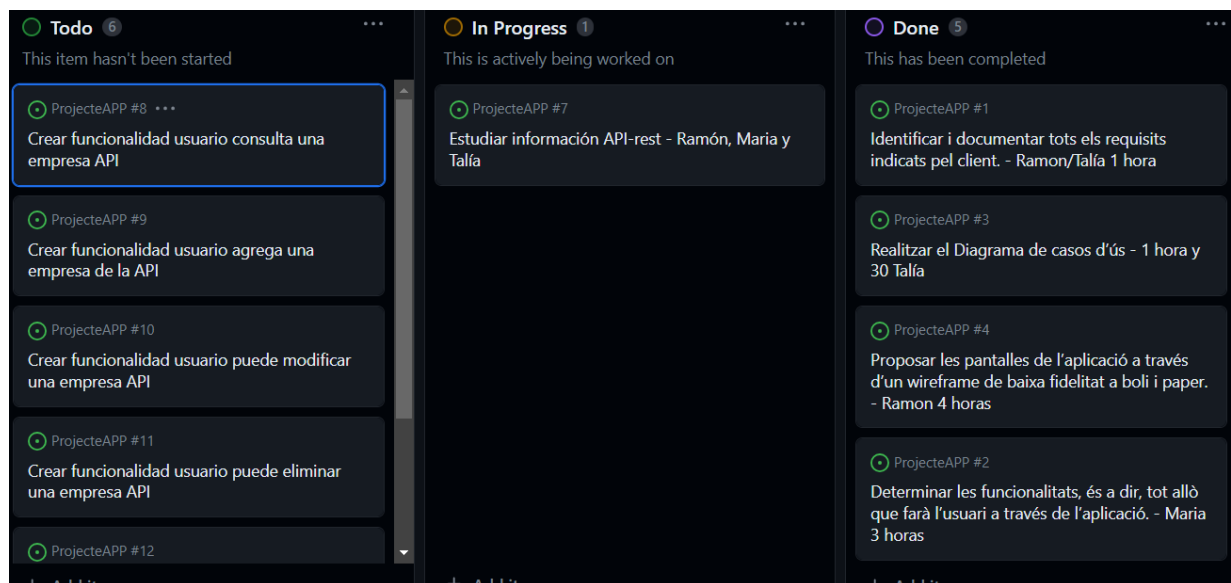 Todo 6
This item hasn't been started
ProjecteAPP #8
Crear funcionalidad usuario consulta una
empresa API
ProjecteAPP #9
Crear funcionalidad usuario agrega una
empresa de la API
ProjecteAPP #10
Crear funcionalidad usuario puede modificar
una empresa API
ProjecteAPP #11
Crear funcionalidad usuario puede eliminar
una empresa API
ProjecteAPP #12
In Progress 1
This is actively being worked on
ProjecteAPP #7
Estudiar información API-rest - Ramón, Maria y
Talía
Done 5
This has been completed
ProjecteAPP #1
Identificar i documentar tots els requisits
indicats pel client. - Ramon/Talía 1 hora
ProjecteAPP #3
Realitzar el Diagrama de casos d’ús - 1 hora y
30 Talía
ProjecteAPP #4
Proposar les pantalles de l’aplicació a través
d’un wireframe de baixa fidelitat a boli i paper.
- Ramon 4 horas
ProjecteAPP #2
Determinar les funcionalitats, és a dir, tot allò
que farà l’usuari a través de l’aplicació. - Maria
3 horas